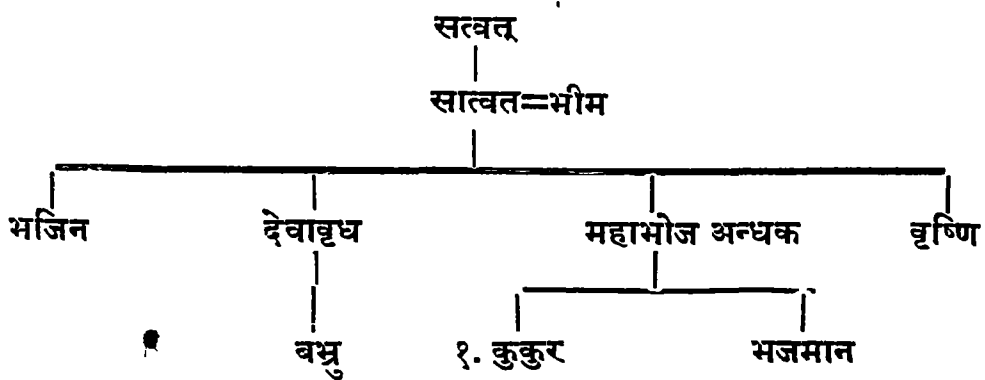 सत्वत्
सात्वत=भीम
भजिन देवावृध महाभोज अन्धक वृष्णि
बभ्रु १. कुकुर भजमान